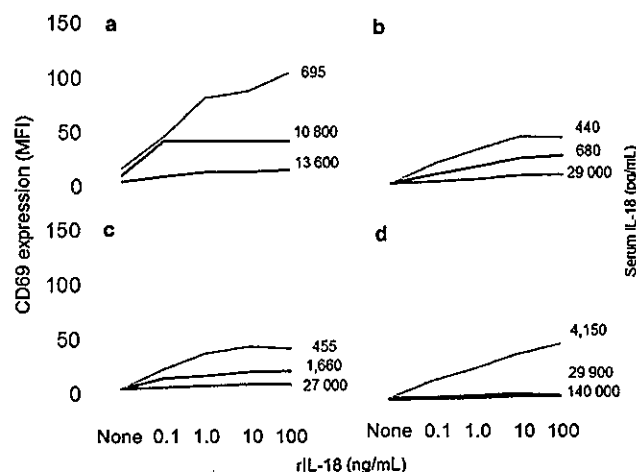 a
150
100
50
0
695
10 800
13 600
b
440
680
29 000
c
150
100
50
0
455
1,660
27 000
d
4,150
29 900
140 000
CD69 expression (MFI)
Serum IL-18 (pg/mL)
None 0.1 1.0 10 100
None 0.1 1.0 10 100
rIL-18 (ng/mL)